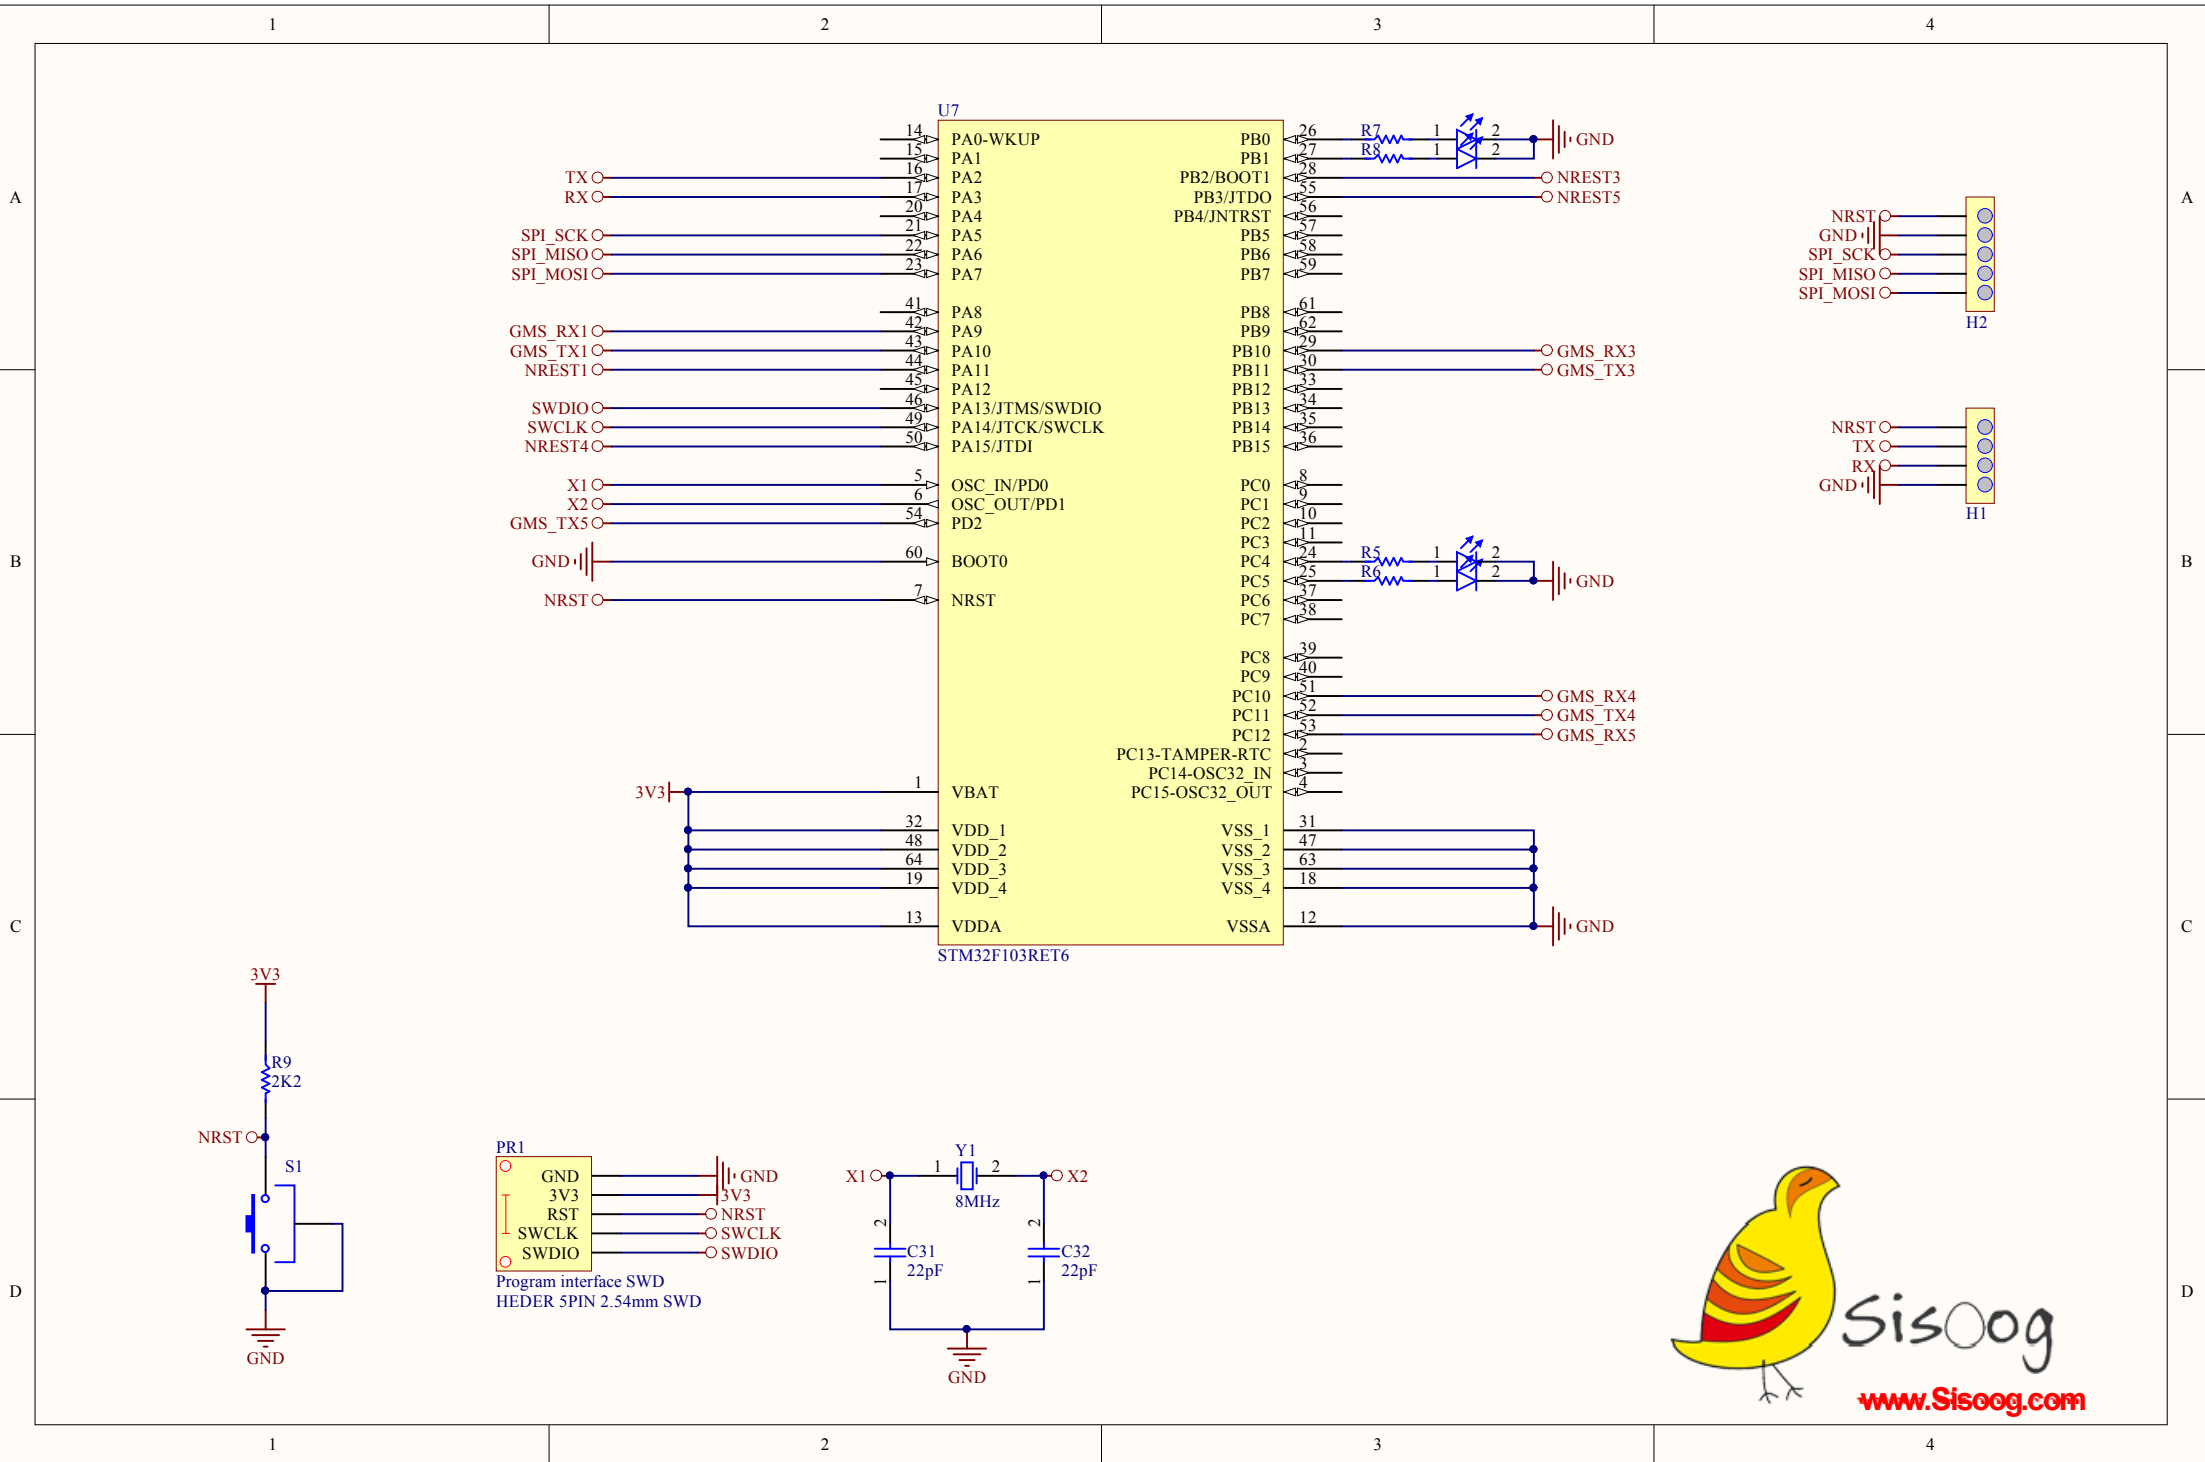 1 2 3 4
A A
B B
C C
D D
U7
14 PA0-WKUP
15 PA1
TX 16 PA2
RX 17 PA3
20 PA4
SPI_SCK 21 PA5
SPI_MISO 22 PA6
SPI_MOSI 23 PA7
41 PA8
GMS_RX1 42 PA9
GMS_TX1 43 PA10
NREST1 44 PA11
45 PA12
SWDIO 46 PA13/JTMS/SWDIO
SWCLK 49 PA14/JTCK/SWCLK
NREST4 50 PA15/JTDI
X1 5 OSC_IN/PD0
X2 6 OSC_OUT/PD1
GMS_TX5 54 PD2
GND 60 BOOT0
NRST 7 NRST
3V3 1 VBAT
32 VDD_1
48 VDD_2
64 VDD_3
19 VDD_4
13 VDDA
PB0 26 R7 1 2 GND
PB1 27 R8 1 2
PB2/BOOT1 28 NREST3
PB3/JTDO 55 NREST5
PB4/JNTRST 56
PB5 57
PB6 58
PB7 59
PB8 61
PB9 62
PB10 29 GMS_RX3
PB11 30 GMS_TX3
PB12 33
PB13 34
PB14 35
PB15 36
PC0 8
PC1 9
PC2 10
PC3 11
PC4 24 R5 1 2
PC5 25 R6 1 2 GND
PC6 37
PC7 38
PC8 39
PC9 40
PC10 51 GMS_RX4
PC11 52 GMS_TX4
PC12 53 GMS_RX5
PC13-TAMPER-RTC 2
PC14-OSC32_IN 3
PC15-OSC32_OUT 4
VSS_1 31
VSS_2 47
VSS_3 63
VSS_4 18
VSSA 12 GND
STM32F103RET6
NRST
GND
SPI_SCK
SPI_MISO
SPI_MOSI
H2
NRST
TX
RX
GND
H1
3V3
R9
2K2
NRST
S1
GND
PR1
GND GND
3V3 3V3
RST NRST
SWCLK SWCLK
SWDIO SWDIO
Program interface SWD
HEDER 5PIN 2.54mm SWD
Y1
X1 1 2 X2
8MHz
2 2
C31 C32
22pF 22pF
1 1
GND
SisOog
www.Sisoog.com
1 2 3 4